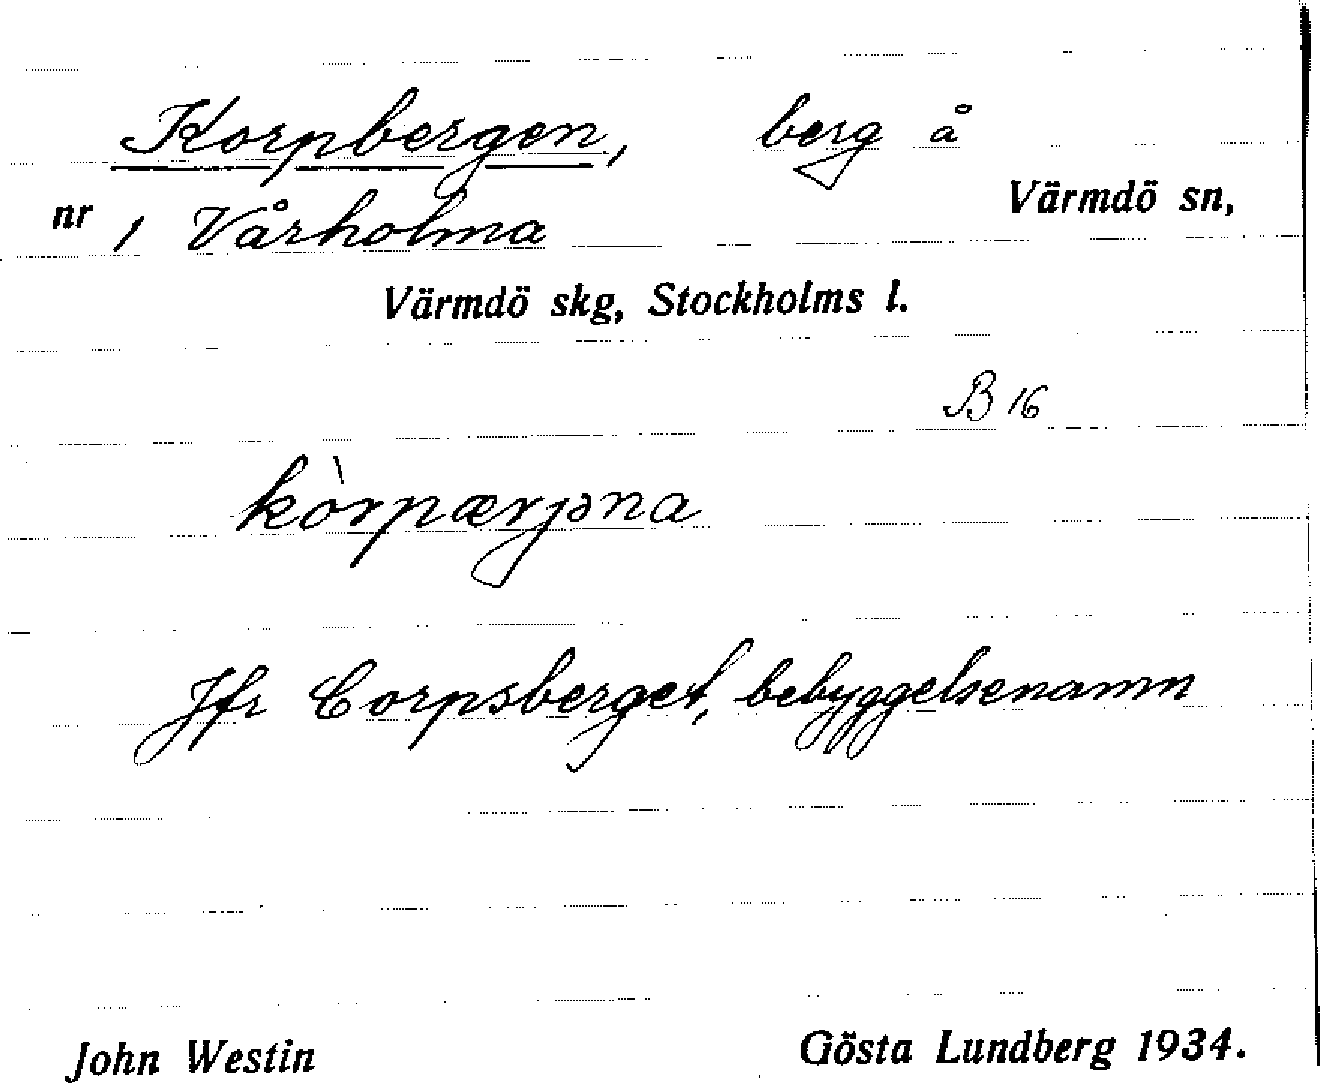 Korpbergen, berg å
nr 1 Vårholma Värmdö sn,
Värmdö skg, Stockholms l.
B 16
kòrpærjəna
Jfr Corpsberget, bebyggelsenamn
John Westin Gösta Lundberg 1934.